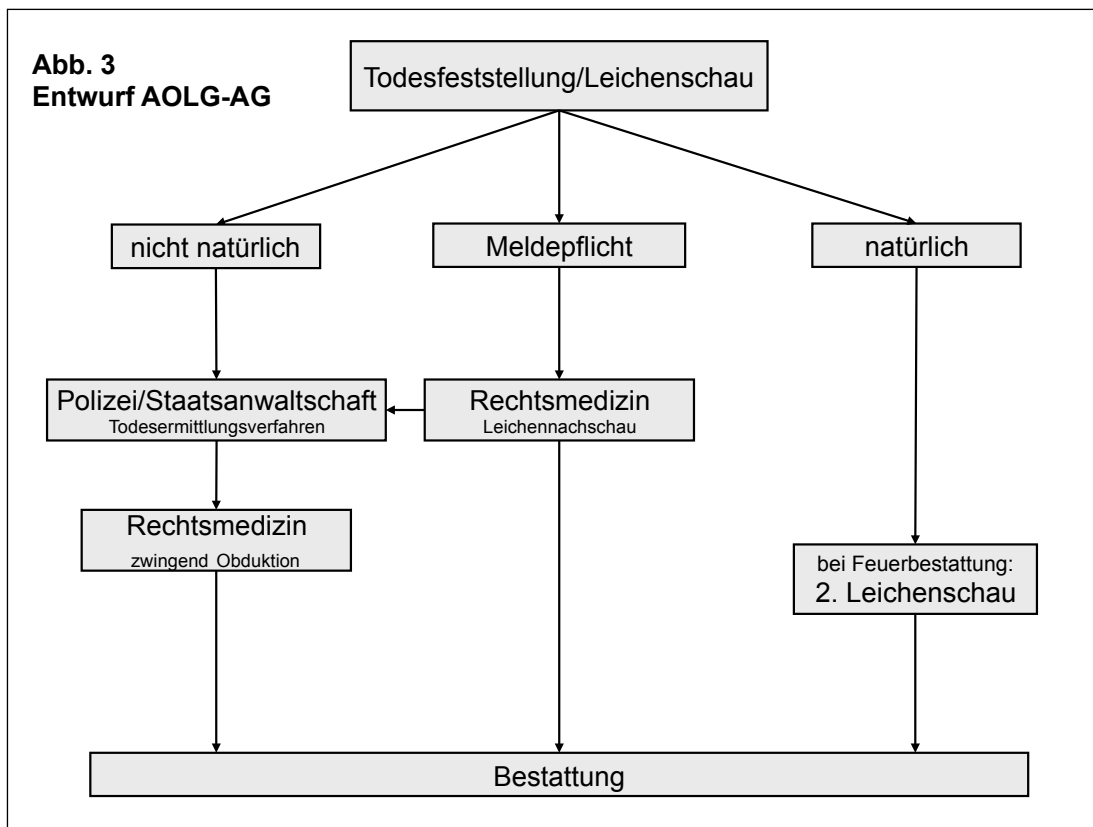 Abb. 3
Entwurf AOLG-AG
Todesfeststellung/Leichenschau
nicht natürlich
Meldepflicht
natürlich
Polizei/Staatsanwaltschaft
Todesermittlungsverfahren
Rechtsmedizin
Leichennachschau
Rechtsmedizin
zwingend Obduktion
bei Feuerbestattung:
2. Leichenschau
Bestattung